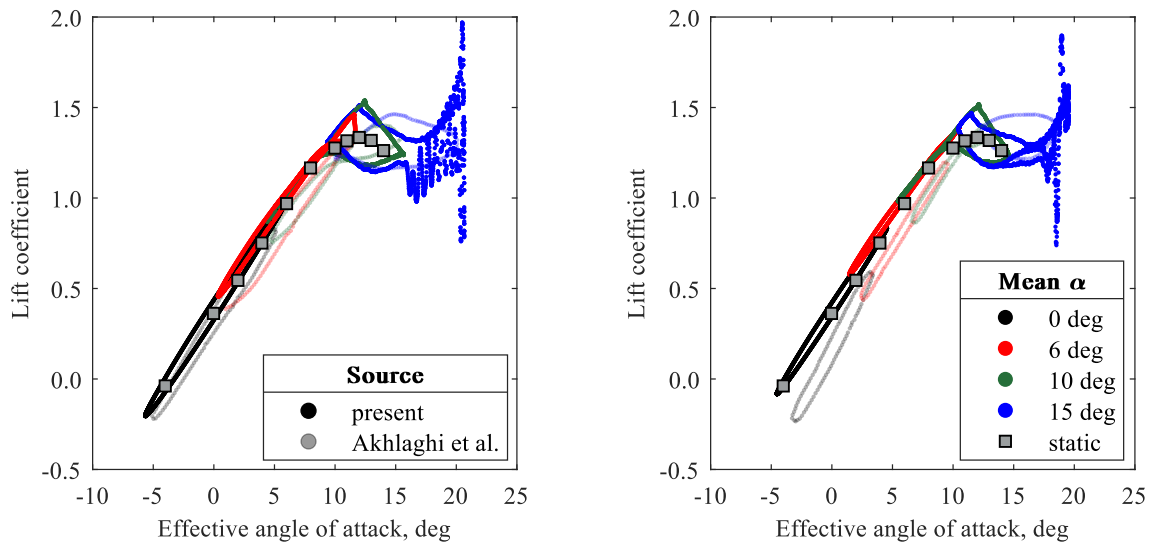 2.0
1.5
1.0
0.5
0.0
-0.5
-10
-5
0
5
10
15
20
25
Lift coefficient
Effective angle of attack, deg
Source
present
Akhlaghi et al.
2.0
1.5
1.0
0.5
0.0
-0.5
-10
-5
0
5
10
15
20
25
Lift coefficient
Effective angle of attack, deg
Mean α
0 deg
6 deg
10 deg
15 deg
static